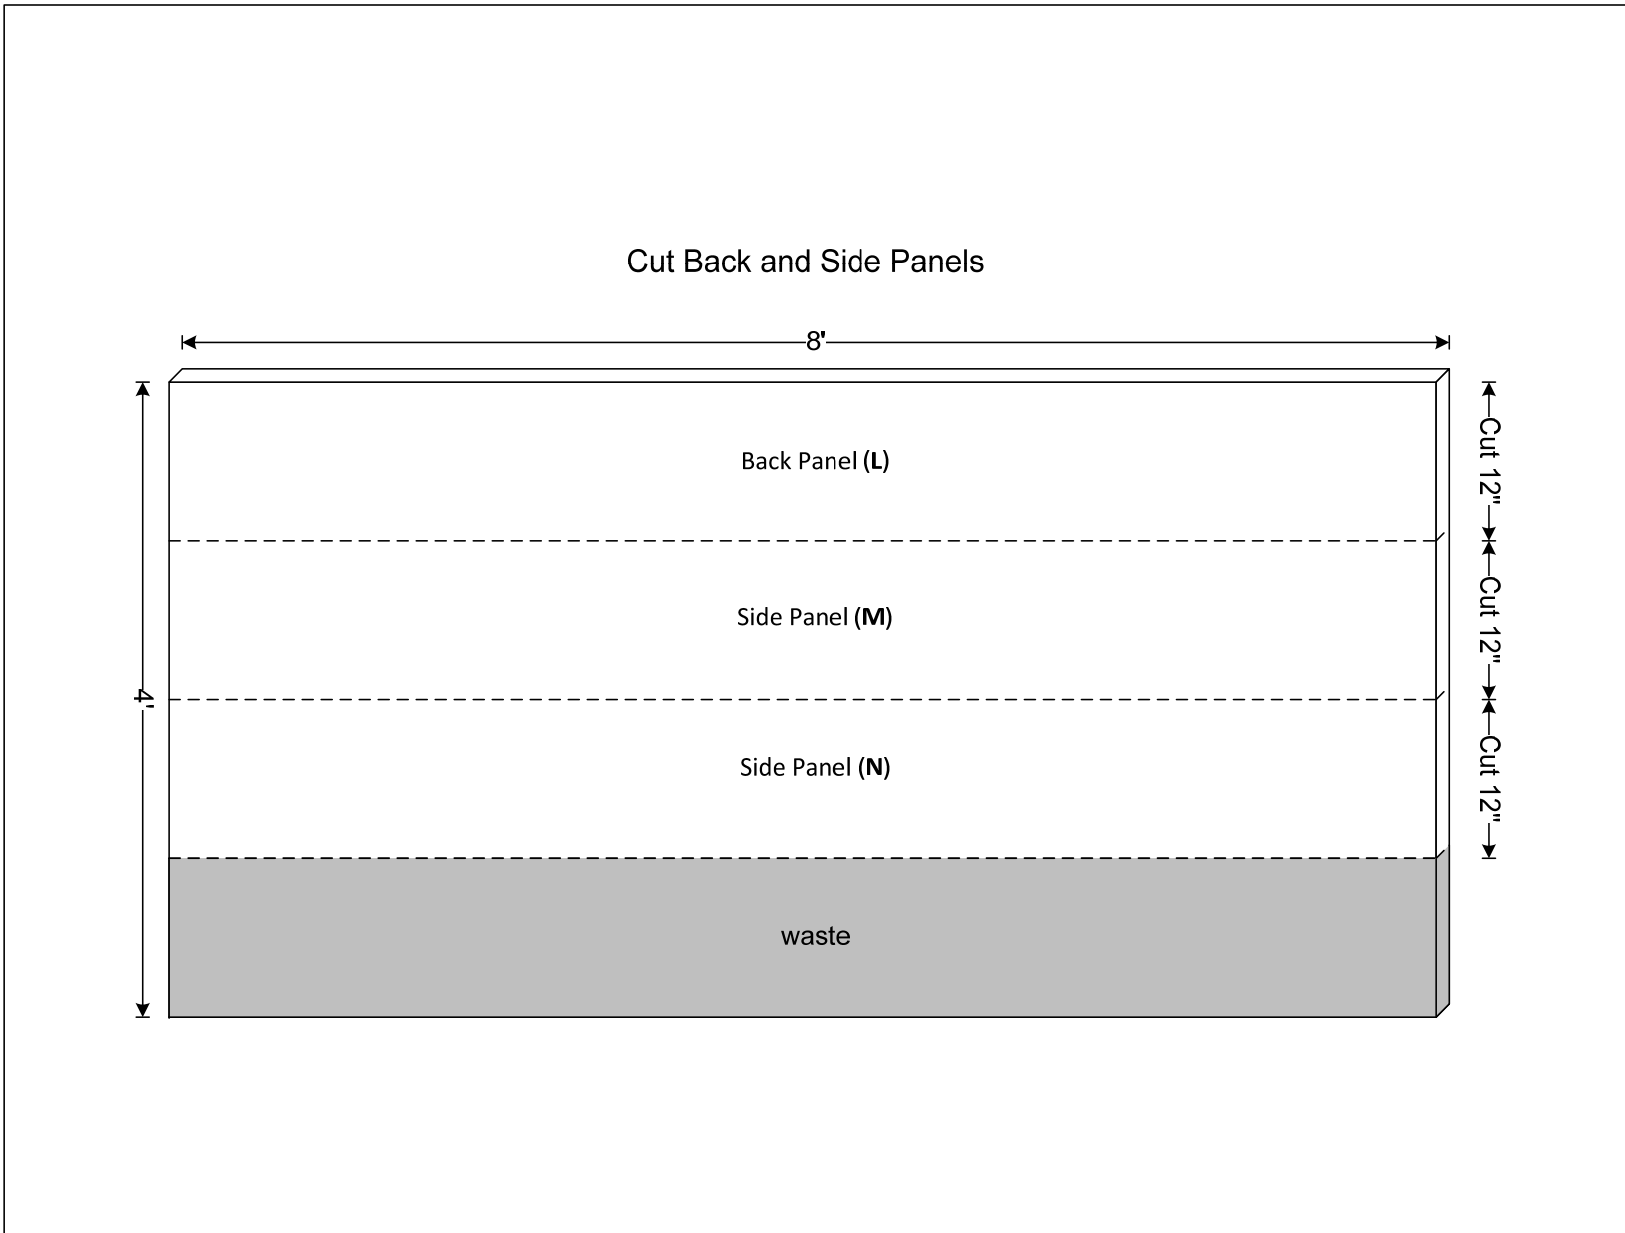 Cut Back and Side Panels
8'
Back Panel (L)
Cut 12"
Side Panel (M)
Cut 12"
4'
Side Panel (N)
Cut 12"
waste